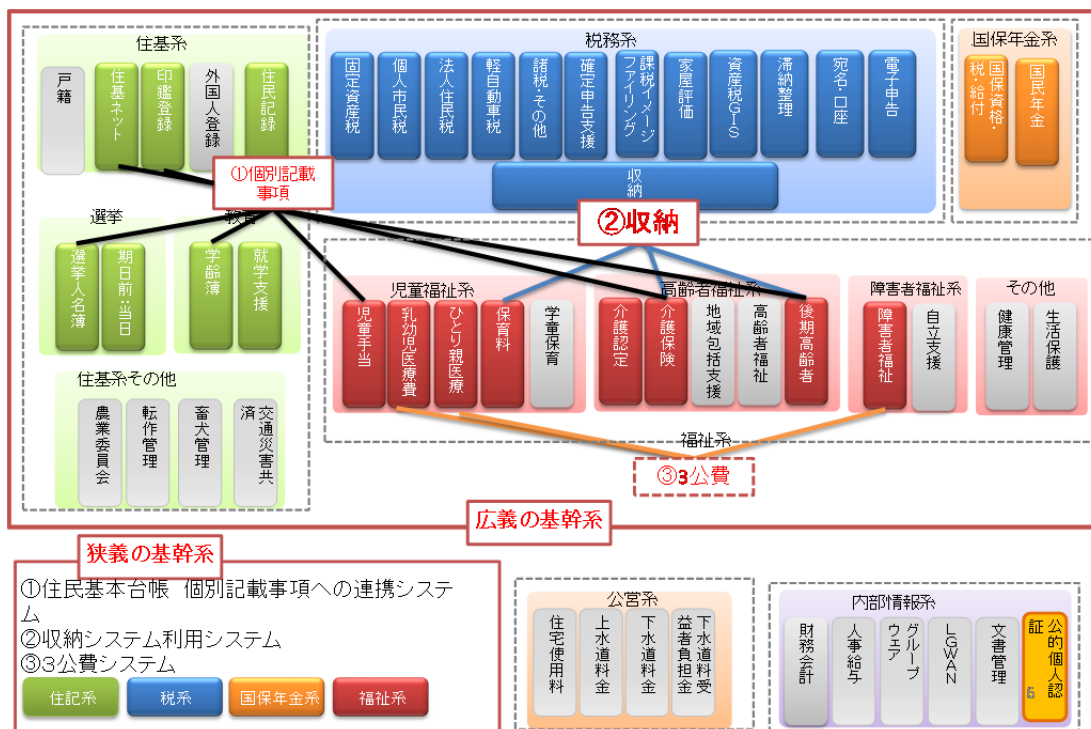 住基系
戸籍
住基ネット
印鑑登録
外国人登録
住民記録
税務系
固定資産税
個人市民税
法人住民税
軽自動車税
諸税・その他
確定申告支援
課税イメージ
ファイリング
家屋評価
資産税GIS
滞納整理
宛名・口座
電子申告
収納
国保年金系
国保資格・
税・給付
国民年金
①個別記載
事項
②収納
選挙
選挙人名簿
期日前・当日
教育
学齢簿
就学支援
住基系その他
農業委員会
転作管理
畜犬管理
交通災害共
済
児童福祉系
児童手当
乳幼児医療費
ひとり親医療
保育料
学童保育
高齢者福祉系
介護認定
介護保険
地域包括支援
高齢者福祉
後期高齢者
障害者福祉系
障害者福祉
自立支援
その他
健康管理
生活保護
福祉系
③3公費
広義の基幹系
狭義の基幹系
①住民基本台帳 個別記載事項への連携システ
ム
②収納システム利用システム
③3公費システム
住記系
税系
国保年金系
福祉系
公営系
住宅使用料
上水道料金
下水道料金
下水道料受
益者負担金
内部情報系
財務会計
人事給与
グループ
ウェア
LGWAN
文書管理
公的個人認
証
6